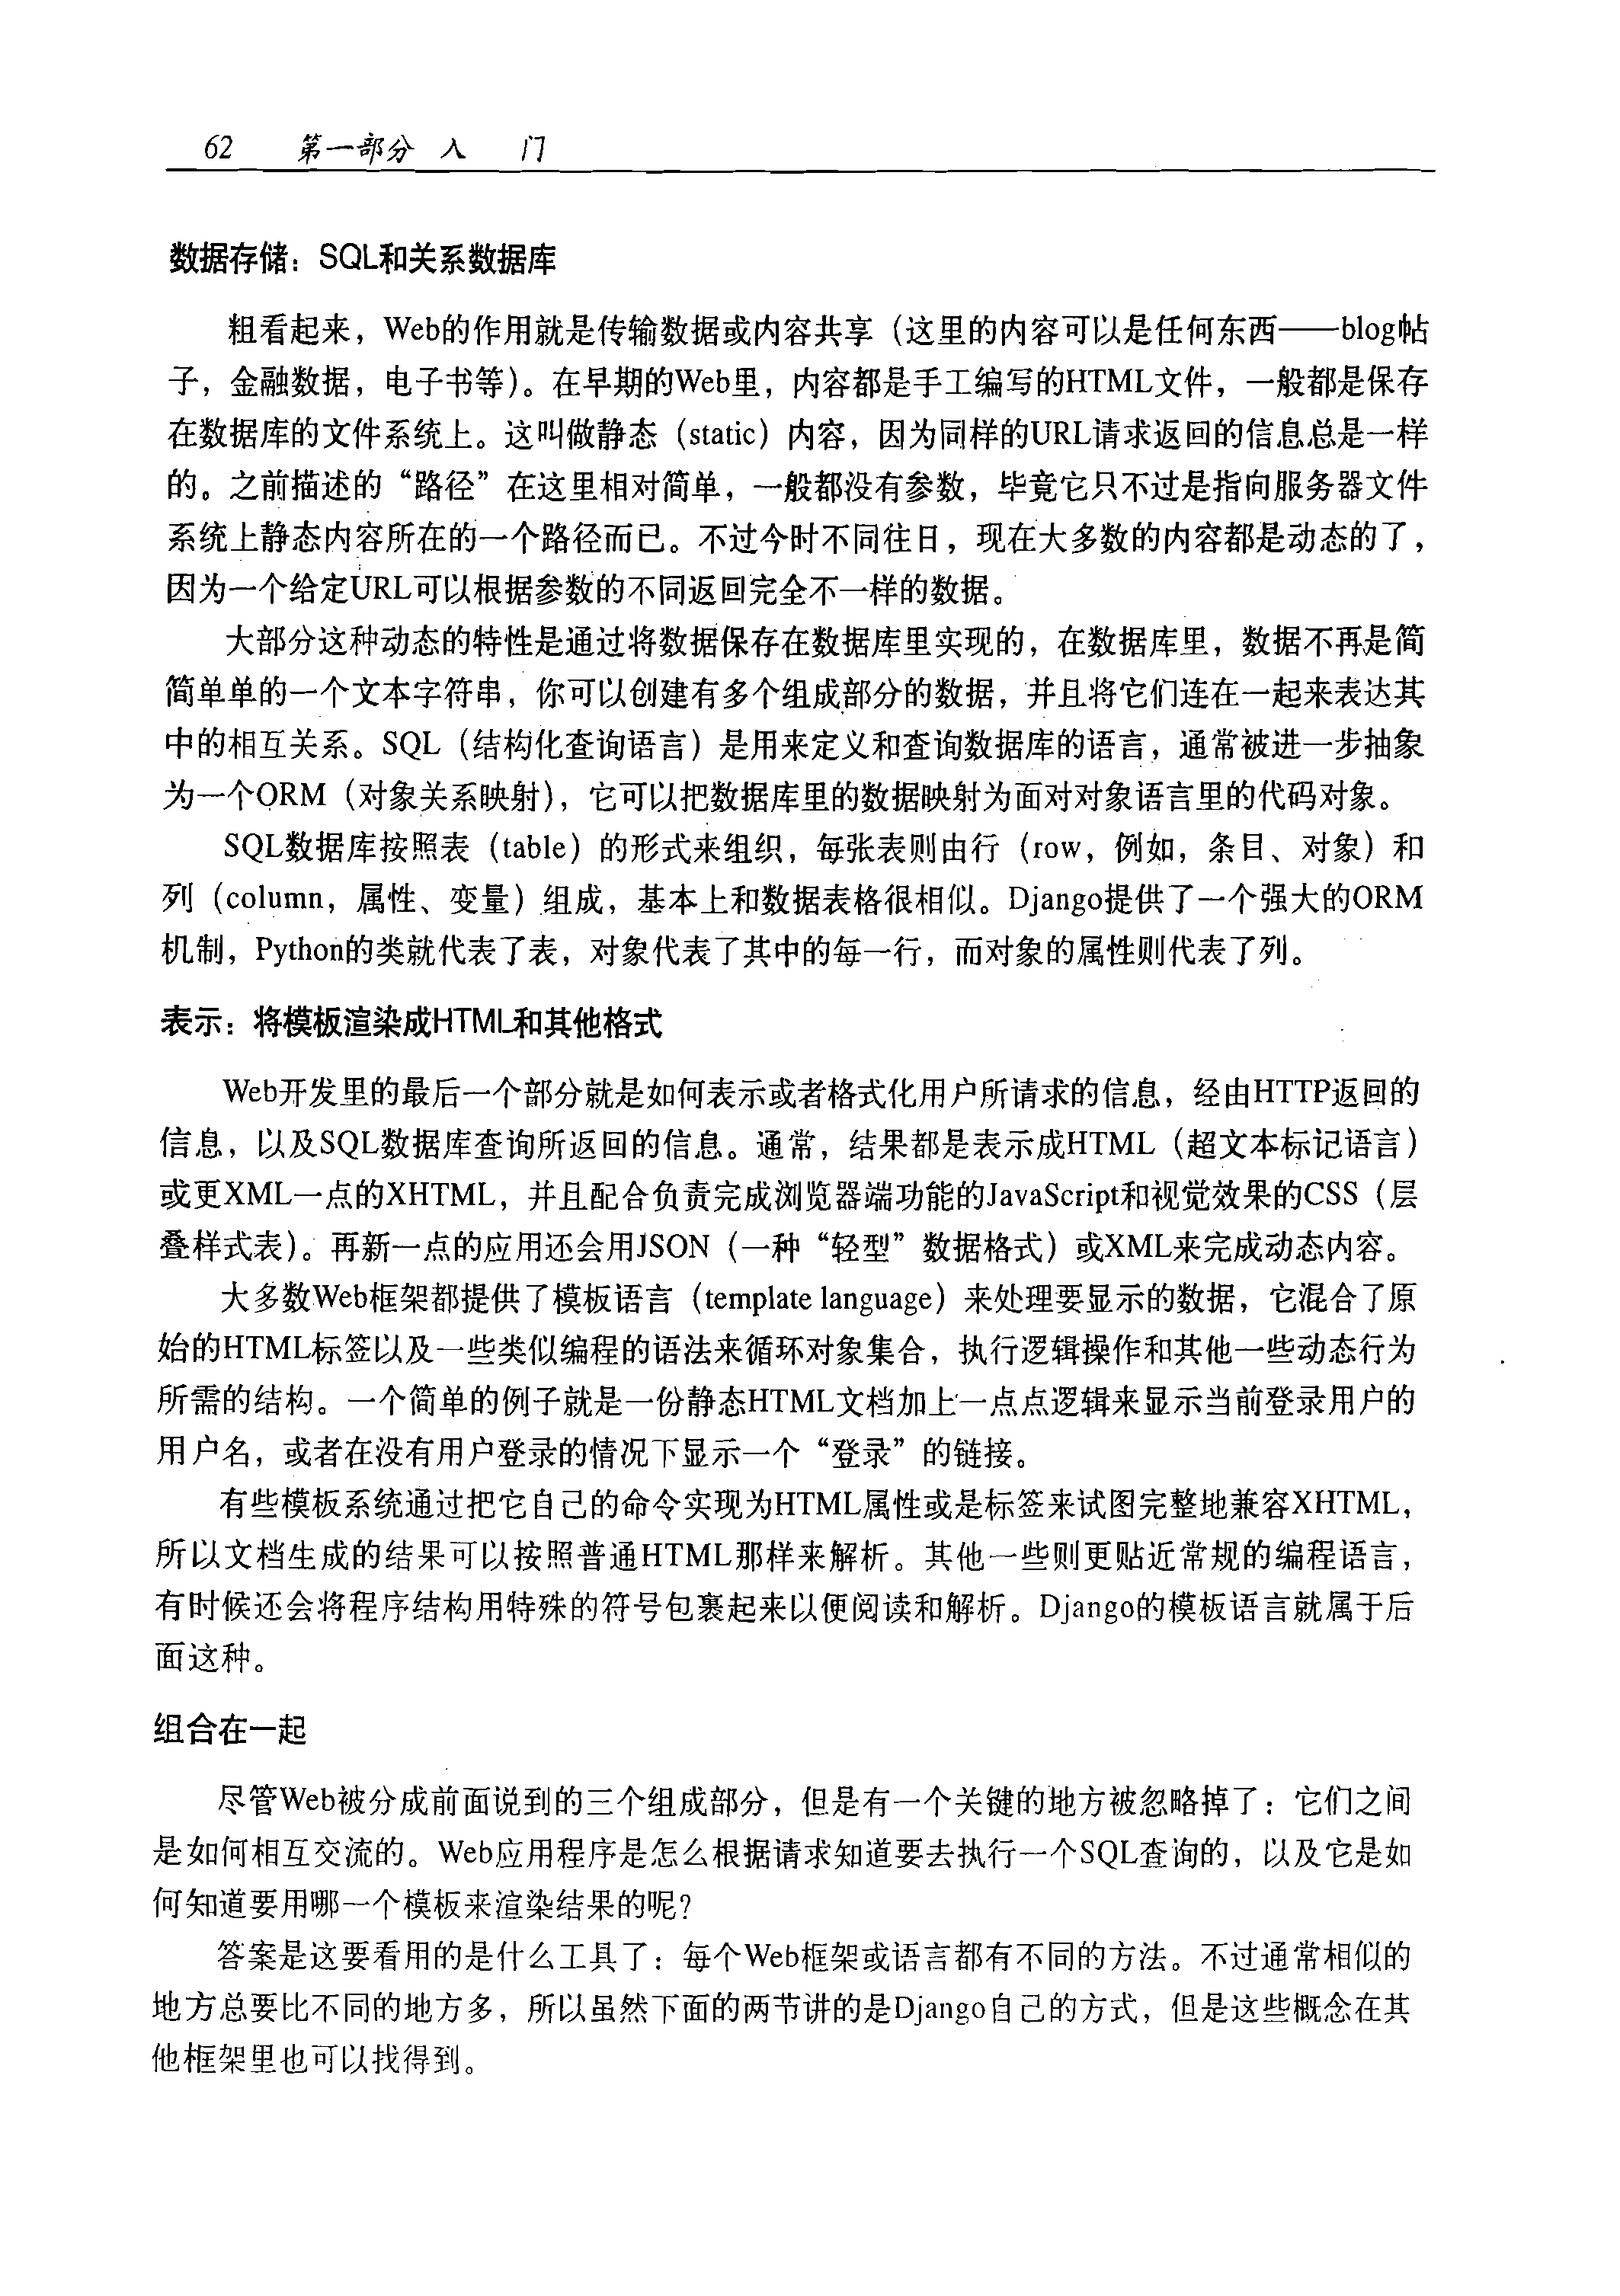 62 第一部分 入 门
数据存储：SQL和关系数据库
粗看起来，Web的作用就是传输数据或内容共享（这里的内容可以是任何东西——blog帖
子，金融数据，电子书等）。在早期的Web里，内容都是手工编写的HTML文件，一般都是保存
在数据库的文件系统上。这叫做静态（static）内容，因为同样的URL请求返回的信息总是一样
的。之前描述的“路径”在这里相对简单，一般都没有参数，毕竟它只不过是指向服务器文件
系统上静态内容所在的一个路径而已。不过今时不同往日，现在大多数的内容都是动态的了，
因为一个给定URL可以根据参数的不同返回完全不一样的数据。
大部分这种动态的特性是通过将数据保存在数据库里实现的，在数据库里，数据不再是简
简单单的一个文本字符串，你可以创建有多个组成部分的数据，并且将它们连在一起来表达其
中的相互关系。SQL（结构化查询语言）是用来定义和查询数据库的语言，通常被进一步抽象
为一个ORM（对象关系映射），它可以把数据库里的数据映射为面对对象语言里的代码对象。
SQL数据库按照表（table）的形式来组织，每张表则由行（row，例如，条目、对象）和
列（column，属性、变量）组成，基本上和数据表格很相似。Django提供了一个强大的ORM
机制，Python的类就代表了表，对象代表了其中的每一行，而对象的属性则代表了列。
表示：将模板渲染成HTML和其他格式
Web开发里的最后一个部分就是如何表示或者格式化用户所请求的信息，经由HTTP返回的
信息，以及SQL数据库查询所返回的信息。通常，结果都是表示成HTML（超文本标记语言）
或更XML一点的XHTML，并且配合负责完成浏览器端功能的JavaScript和视觉效果的CSS（层
叠样式表）。再新一点的应用还会用JSON（一种“轻型”数据格式）或XML来完成动态内容。
大多数Web框架都提供了模板语言（template language）来处理要显示的数据，它混合了原
始的HTML标签以及一些类似编程的语法来循环对象集合，执行逻辑操作和其他一些动态行为
所需的结构。一个简单的例子就是一份静态HTML文档加上一点点逻辑来显示当前登录用户的
用户名，或者在没有用户登录的情况下显示一个“登录”的链接。
有些模板系统通过把它自己的命令实现为HTML属性或是标签来试图完整地兼容XHTML，
所以文档生成的结果可以按照普通HTML那样来解析。其他一些则更贴近常规的编程语言，
有时候还会将程序结构用特殊的符号包裹起来以便阅读和解析。Django的模板语言就属于后
面这种。
组合在一起
尽管Web被分成前面说到的三个组成部分，但是有一个关键的地方被忽略掉了：它们之间
是如何相互交流的。Web应用程序是怎么根据请求知道要去执行一个SQL查询的，以及它是如
何知道要用哪一个模板来渲染结果的呢？
答案是这要看用的是什么工具了：每个Web框架或语言都有不同的方法。不过通常相似的
地方总要比不同的地方多，所以虽然下面的两节讲的是Django自己的方式，但是这些概念在其
他框架里也可以找得到。